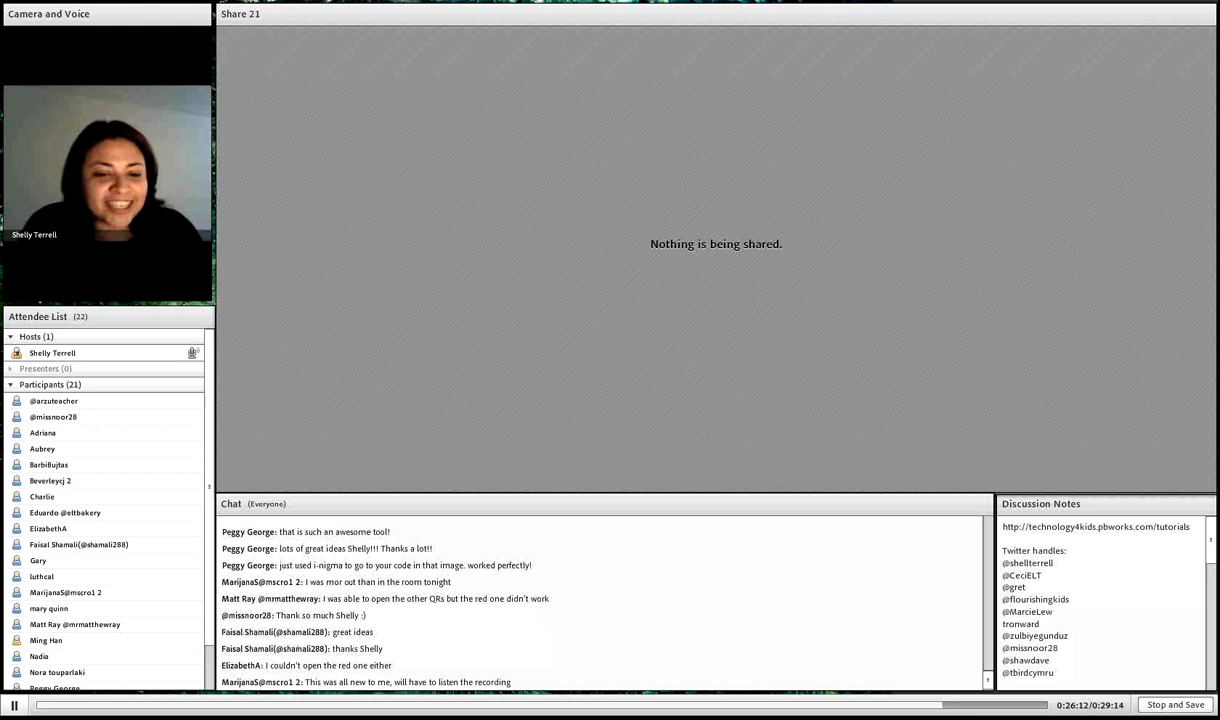 Camera and Voice
Shelly Terrell
Attendee List (22)
Hosts (1)
Shelly Terrell
Presenters (0)
Participants (21)
@arzuteacher
@missnoor28
Adriana
Aubrey
BarbiBujtas
Beverleycj 2
Charlie
Eduardo @eltbakery
ElizabethA
Faisal Shamali(@shamali288)
Gary
luthcal
MarijanaS@mscro1 2
mary quinn
Matt Ray @mrmatthewray
Ming Han
Nadia
Nora touparlaki
Peggy George
Share 21
Nothing is being shared.
Chat (Everyone)
Peggy George: that is such an awesome tool!
Peggy George: lots of great ideas Shelly!!! Thanks a lot!!
Peggy George: just used i-nigma to go to your code in that image. worked perfectly!
MarijanaS@mscro1 2: I was mor out than in the room tonight
Matt Ray @mrmatthewray: I was able to open the other QRs but the red one didn't work
@missnoor28: Thank so much Shelly :)
Faisal Shamali(@shamali288): great ideas
Faisal Shamali(@shamali288): thanks Shelly
ElizabethA: I couldn't open the red one either
MarijanaS@mscro1 2: This was all new to me, will have to listen the recording
Discussion Notes
http://technology4kids.pbworks.com/tutorials
Twitter handles:
@shellterrell
@CeciELT
@gret
@flourishingkids
@MarcieLew
tronward
@zulbiyegunduz
@missnoor28
@shawdave
@tbirdcymru
0:26:12/0:29:14
Stop and Save